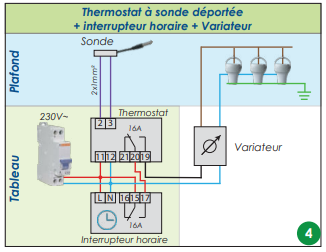 Thermostat à sonde déportée
+ interrupteur horaire + Variateur
Plafond
Sonde
2x1mm²
Tableau
230V~
Thermostat
2 3
16A
11 12 21 20 19
Variateur
L N 16 15 17
16A
Interrupteur horaire
4